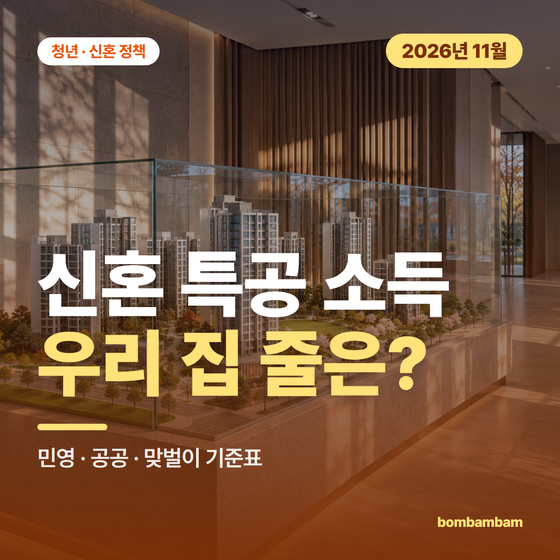 청년 · 신혼 정책
2026년 11월
신혼 특공 소득
우리 집 줄은?
민영 · 공공 · 맞벌이 기준표
bombambam